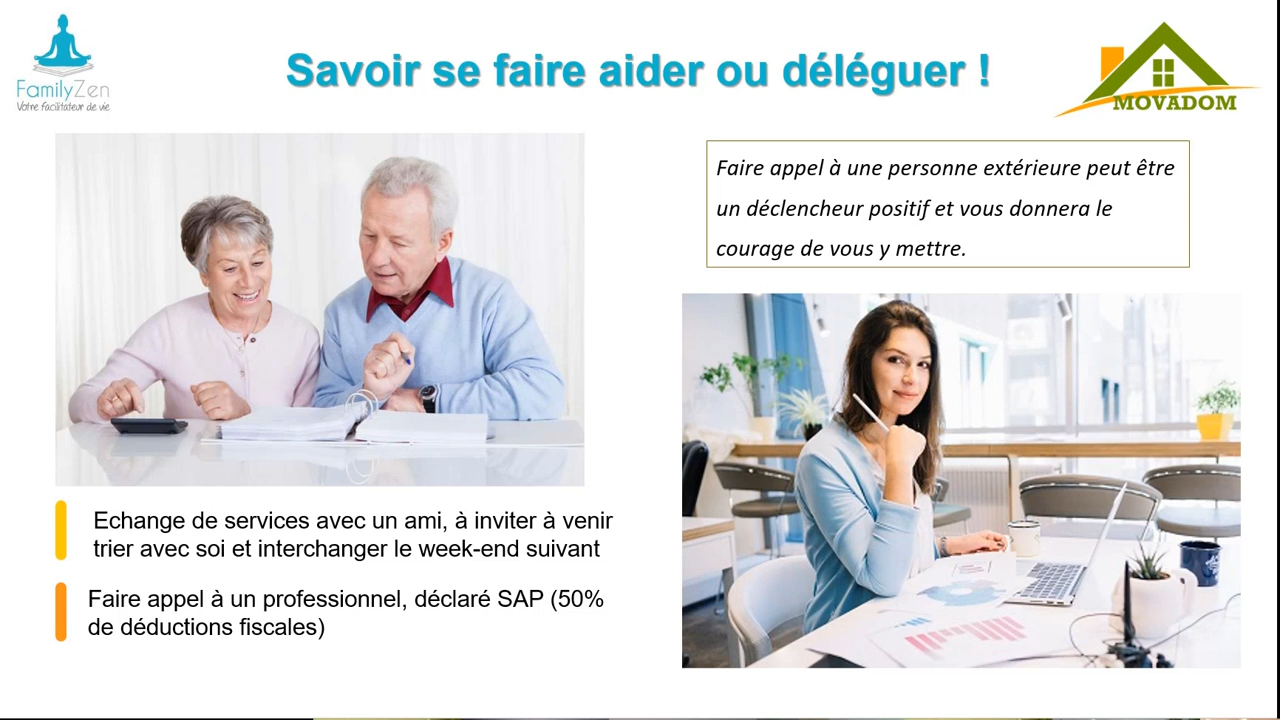 FamilyZen
Votre facilitateur de vie
Savoir se faire aider ou déléguer !
MOVADOM
Faire appel à une personne extérieure peut être
un déclencheur positif et vous donnera le
courage de vous y mettre.
Echange de services avec un ami, à inviter à venir
trier avec soi et interchanger le week-end suivant
Faire appel à un professionnel, déclaré SAP (50%
de déductions fiscales)